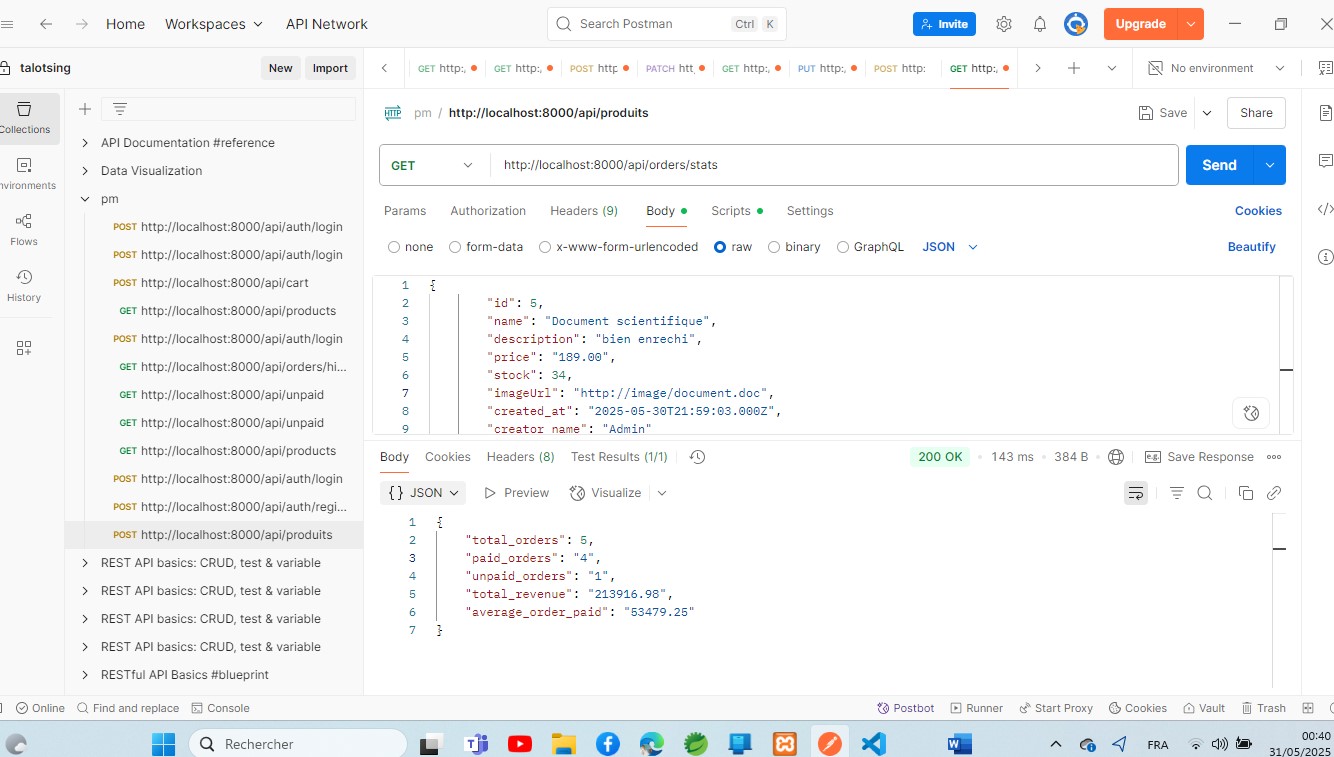 Home Workspaces API Network Search Postman Ctrl K Invite Upgrade
talotsing New Import GET http:, GET http:, POST http PATCH htt, GET http:, PUT http:, POST http: GET http:, No environment
Collections
nvironments
Flows
History
API Documentation #reference
Data Visualization
pm
POST http://localhost:8000/api/auth/login
POST http://localhost:8000/api/auth/login
POST http://localhost:8000/api/cart
GET http://localhost:8000/api/products
POST http://localhost:8000/api/auth/login
GET http://localhost:8000/api/orders/hi...
GET http://localhost:8000/api/unpaid
GET http://localhost:8000/api/unpaid
GET http://localhost:8000/api/products
POST http://localhost:8000/api/auth/login
POST http://localhost:8000/api/auth/regi...
POST http://localhost:8000/api/produits
REST API basics: CRUD, test & variable
REST API basics: CRUD, test & variable
REST API basics: CRUD, test & variable
REST API basics: CRUD, test & variable
RESTful API Basics #blueprint
HTTP pm / http://localhost:8000/api/produits Save Share
GET http://localhost:8000/api/orders/stats Send
Params Authorization Headers (9) Body Scripts Settings Cookies
none form-data x-www-form-urlencoded raw binary GraphQL JSON Beautify
1 {
2 "id": 5,
3 "name": "Document scientifique",
4 "description": "bien enrechi",
5 "price": "189.00",
6 "stock": 34,
7 "imageUrl": "http://image/document.doc",
8 "created_at": "2025-05-30T21:59:03.000Z",
9 "creator_name": "Admin"
Body Cookies Headers (8) Test Results (1/1) 200 OK 143 ms 384 B e.g. Save Response
{} JSON Preview Visualize
1 {
2 "total_orders": 5,
3 "paid_orders": "4",
4 "unpaid_orders": "1",
5 "total_revenue": "213916.98",
6 "average_order_paid": "53479.25"
7 }
Online Find and replace Console Postbot Runner Start Proxy Cookies Vault Trash
Rechercher FRA 00:40
31/05/2025